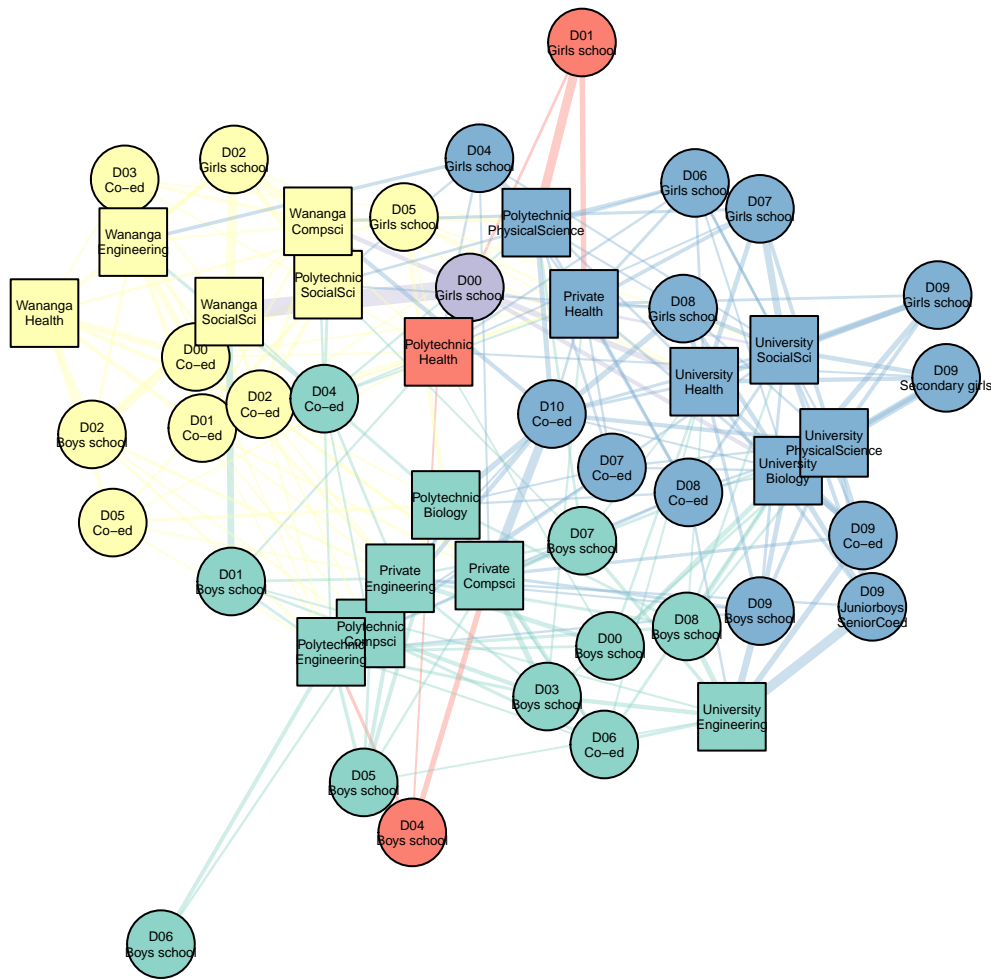 D01
Girls school
D04
Girls school
D02
Girls school
D03
Co-ed
D06
Girls school
D07
Girls school
D05
Girls school
Wananga
Compsci
Polytechnic
PhysicalScience
Wananga
Engineering
Polytechnic
SocialSci
D00
Girls school
Private
Health
D09
Girls school
D08
Girls school
Wananga
Health
Wananga
SocialSci
University
SocialSci
Polytechnic
Health
D00
Co-ed
University
Health
D09
Secondary girls
D04
Co-ed
D02
Co-ed
D10
Co-ed
D01
Co-ed
D02
Boys school
University
PhysicalScience
D07
Co-ed
University
Biology
D08
Co-ed
Polytechnic
Biology
D05
Co-ed
D09
Co-ed
D07
Boys school
Private
Compsci
Private
Engineering
D01
Boys school
D09
Juniorboys
SeniorCoed
D09
Boys school
D08
Boys school
Polytechnic
Compsci
D00
Boys school
Polytechnic
Engineering
D03
Boys school
University
Engineering
D06
Co-ed
D05
Boys school
D04
Boys school
D06
Boys school